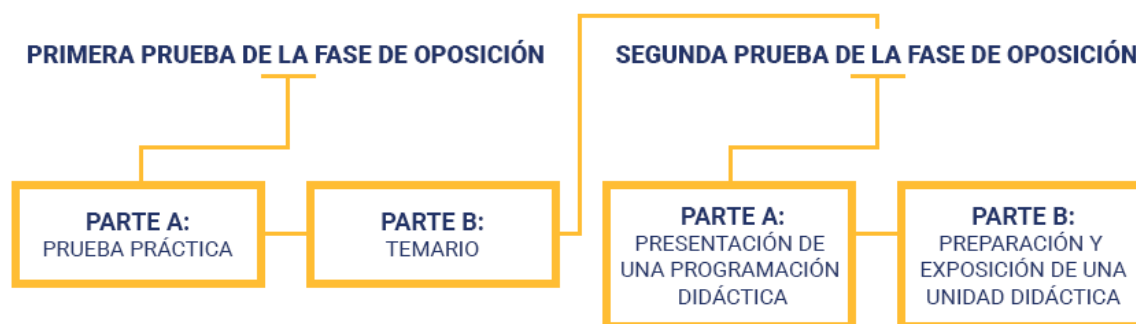 PRIMERA PRUEBA DE LA FASE DE OPOSICIÓN
SEGUNDA PRUEBA DE LA FASE DE OPOSICIÓN
PARTE A:
PRUEBA PRÁCTICA
PARTE B:
TEMARIO
PARTE A:
PRESENTACIÓN DE
UNA PROGRAMACIÓN
DIDÁCTICA
PARTE B:
PREPARACIÓN Y
EXPOSICIÓN DE UNA
UNIDAD DIDÁCTICA